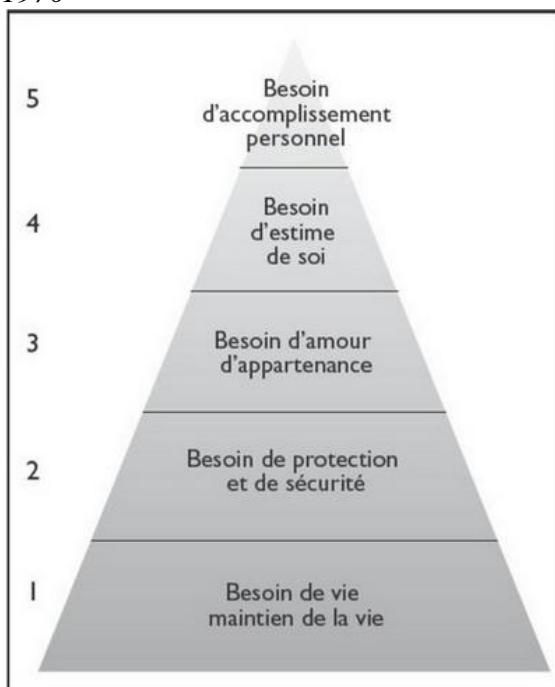 1970
5
Besoin
d'accomplissement
personnel
4
Besoin
d'estime
de soi
3
Besoin d'amour
d'appartenance
2
Besoin de protection
et de sécurité
1
Besoin de vie
maintien de la vie